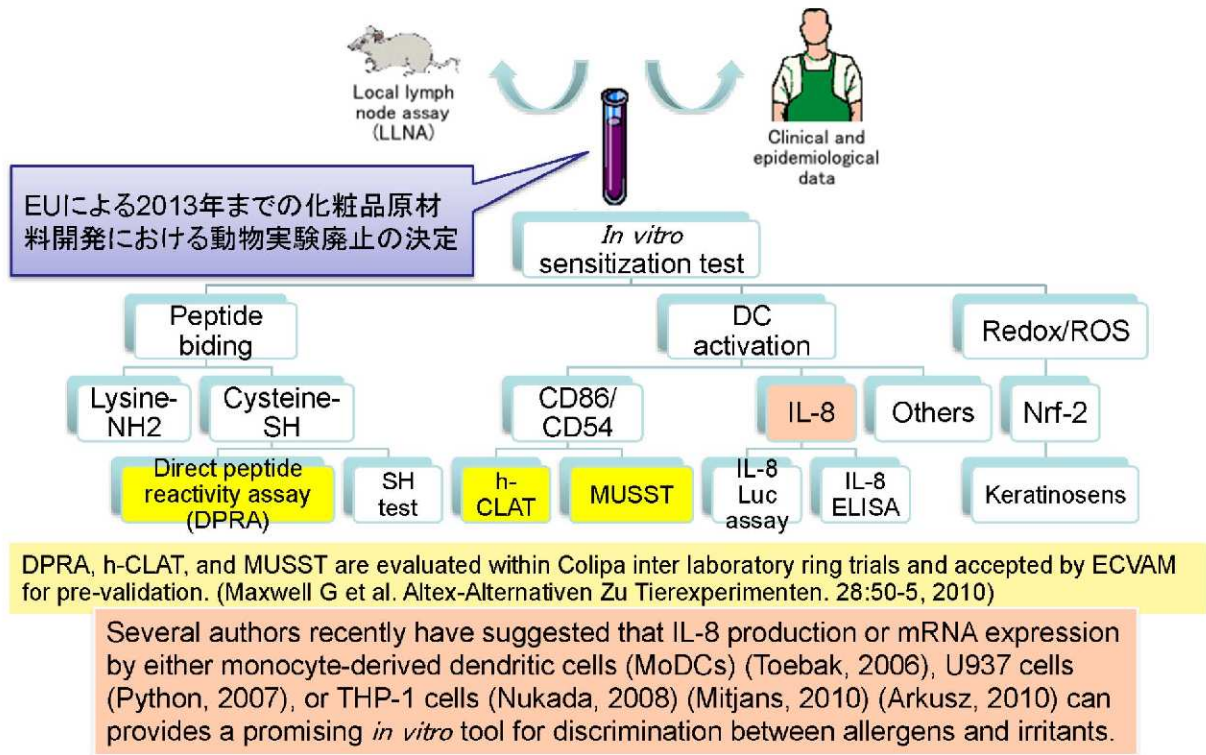 Local lymph
node assay
(LLNA)
Clinical and
epidemiological
data
EUによる2013年までの化粧品原材
料開発における動物実験廃止の決定
In vitro
sensitization test
Peptide
biding
DC
activation
Redox/ROS
Lysine-
NH2
Cysteine-
SH
CD86/
CD54
IL-8
Others
Nrf-2
Direct peptide
reactivity assay
(DPRA)
SH
test
h-
CLAT
MUSST
IL-8
Luc
assay
IL-8
ELISA
Keratinosens
DPRA, h-CLAT, and MUSST are evaluated within Colipa inter laboratory ring trials and accepted by ECVAM
for pre-validation. (Maxwell G et al. Altex-Alternativen Zu Tierexperimenten. 28:50-5, 2010)
Several authors recently have suggested that IL-8 production or mRNA expression
by either monocyte-derived dendritic cells (MoDCs) (Toebak, 2006), U937 cells
(Python, 2007), or THP-1 cells (Nukada, 2008) (Mitjans, 2010) (Arkusz, 2010) can
provides a promising in vitro tool for discrimination between allergens and irritants.